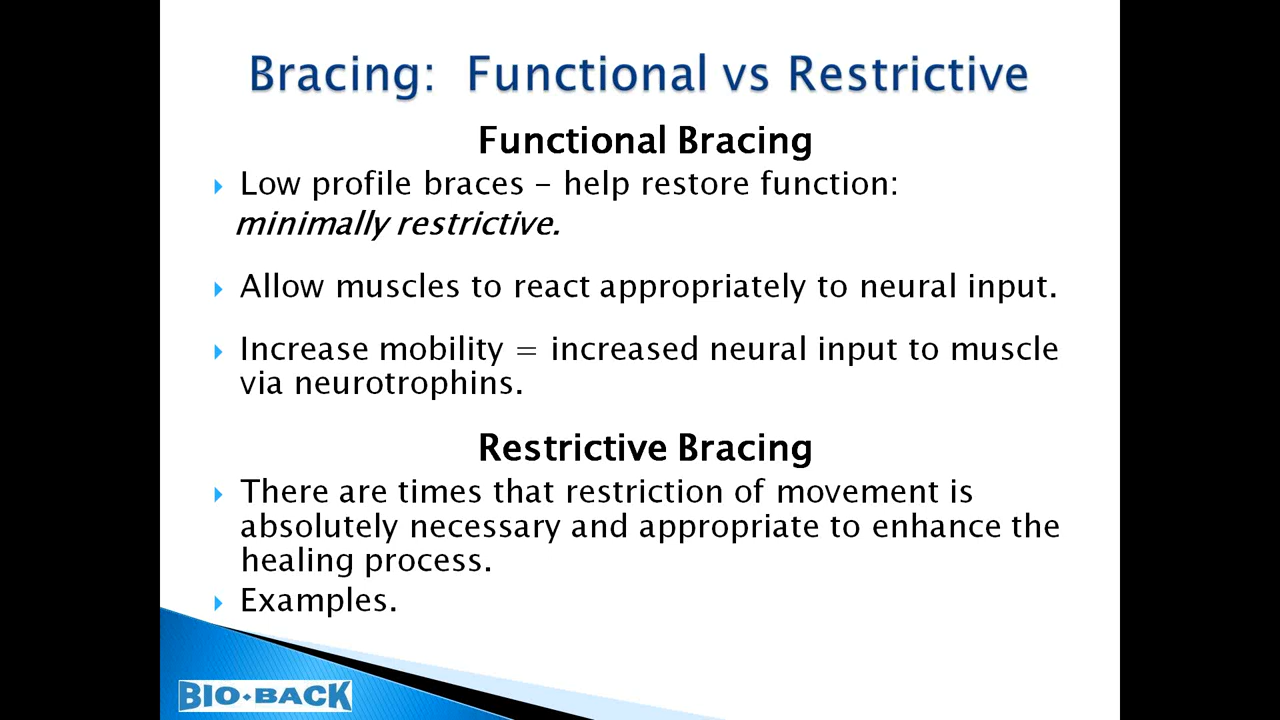 Bracing: Functional vs Restrictive
Functional Bracing
Low profile braces – help restore function:
minimally restrictive.
Allow muscles to react appropriately to neural input.
Increase mobility = increased neural input to muscle
via neurotrophins.
Restrictive Bracing
There are times that restriction of movement is
absolutely necessary and appropriate to enhance the
healing process.
Examples.
BIO•BACK